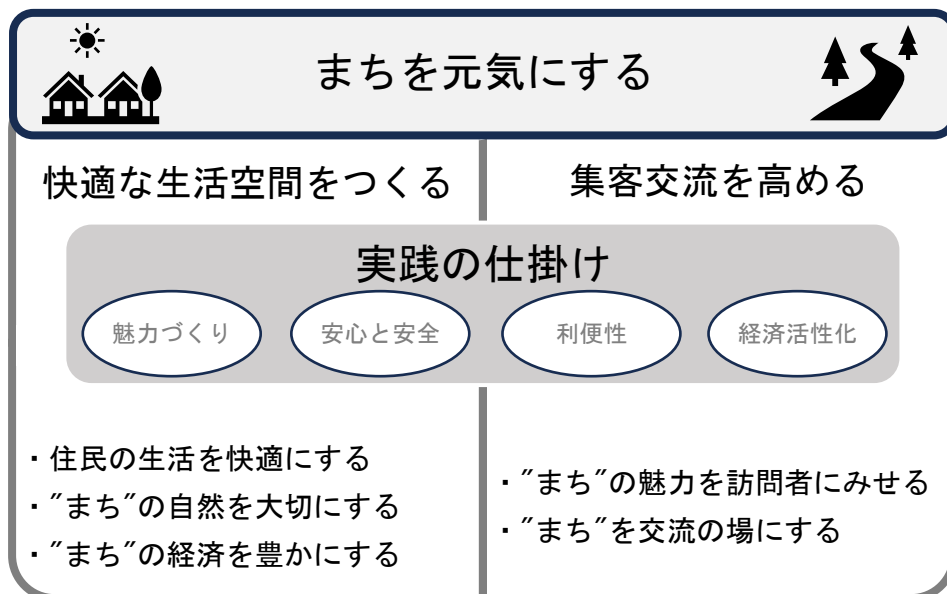 まちを元気にする
快適な生活空間をつくる
集客交流を高める
実践の仕掛け
魅力づくり
安心と安全
利便性
経済活性化
・住民の生活を快適にする
・″まち″の自然を大切にする
・″まち″の経済を豊かにする
・″まち″の魅力を訪問者にみせる
・″まち″を交流の場にする